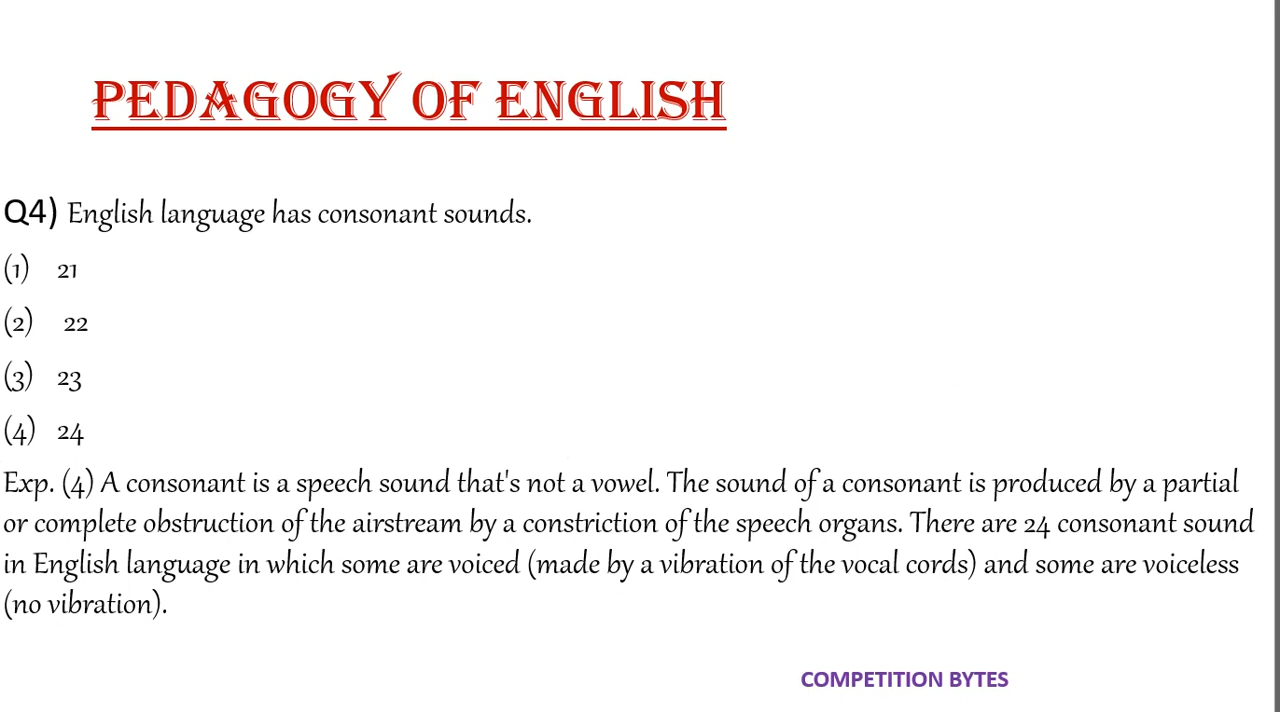 PEDAGOGY OF ENGLISH
Q4) English language has consonant sounds.
(1) 21
(2) 22
(3) 23
(4) 24
Exp. (4) A consonant is a speech sound that's not a vowel. The sound of a consonant is produced by a partial
or complete obstruction of the airstream by a constriction of the speech organs. There are 24 consonant sound
in English language in which some are voiced (made by a vibration of the vocal cords) and some are voiceless
(no vibration).
COMPETITION BYTES